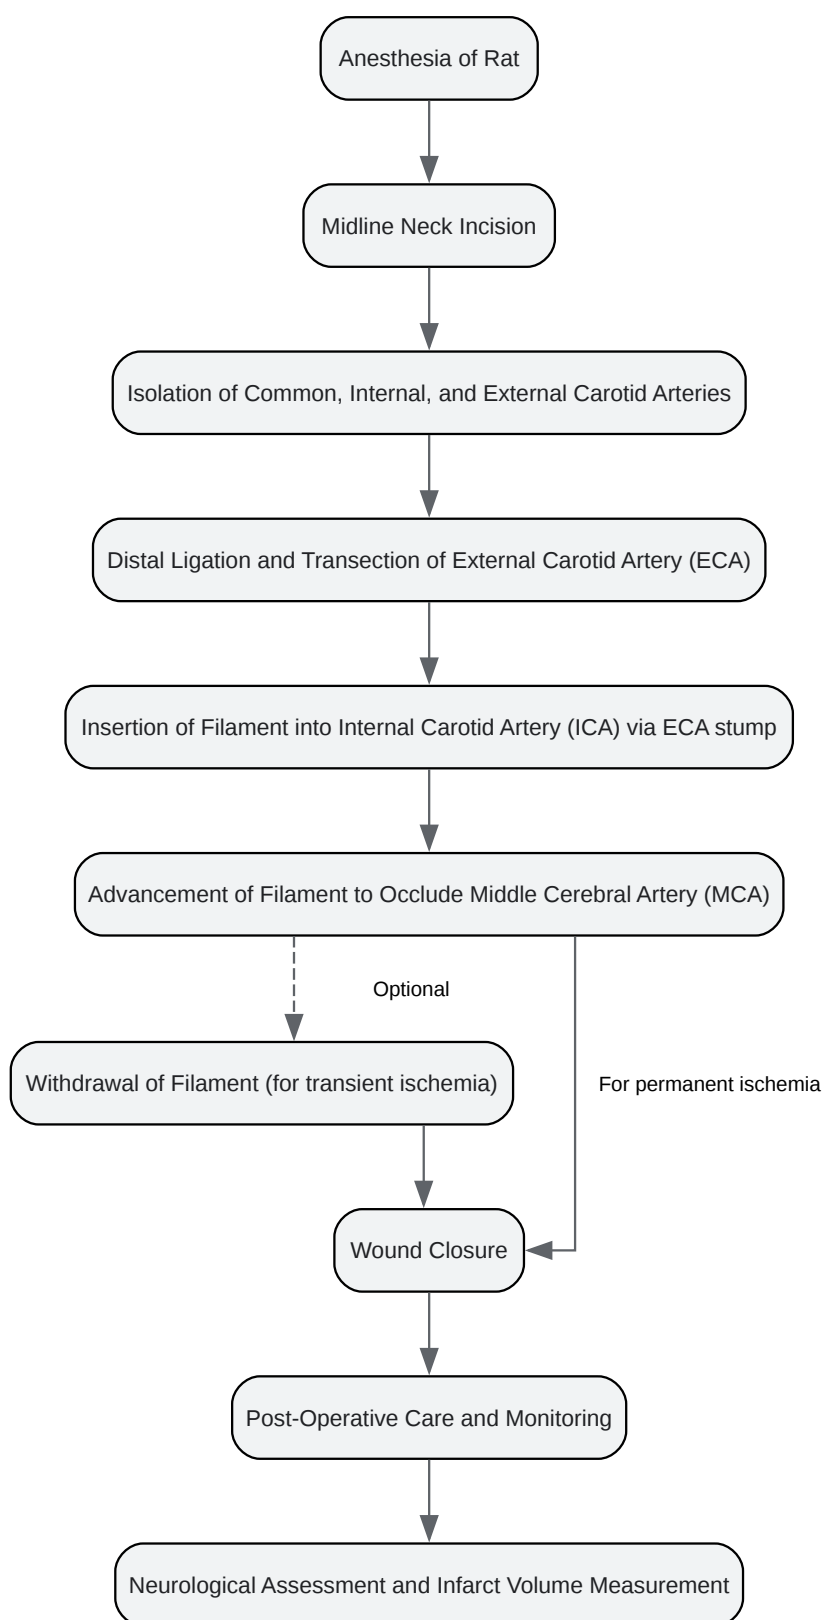 Anesthesia of Rat
Midline Neck Incision
Isolation of Common, Internal, and External Carotid Arteries
Distal Ligation and Transection of External Carotid Artery (ECA)
Insertion of Filament into Internal Carotid Artery (ICA) via ECA stump
Advancement of Filament to Occlude Middle Cerebral Artery (MCA)
Optional
Withdrawal of Filament (for transient ischemia)
For permanent ischemia
Wound Closure
Post-Operative Care and Monitoring
Neurological Assessment and Infarct Volume Measurement